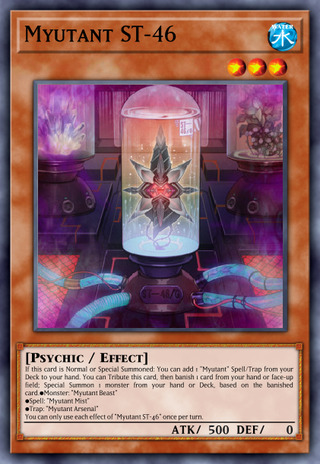 Myutant ST-46
WATER
水
[Psychic / Effect]
If this card is Normal or Special Summoned: You can add 1 "Myutant" Spell/Trap from your
Deck to your hand. You can Tribute this card, then banish 1 card from your hand or face-up
field; Special Summon 1 monster from your hand or Deck, based on the banished
card.●Monster: "Myutant Beast"
●Spell: "Myutant Mist"
●Trap: "Myutant Arsenal"
You can only use each effect of "Myutant ST-46" once per turn.
ATK/ 500 DEF/ 0